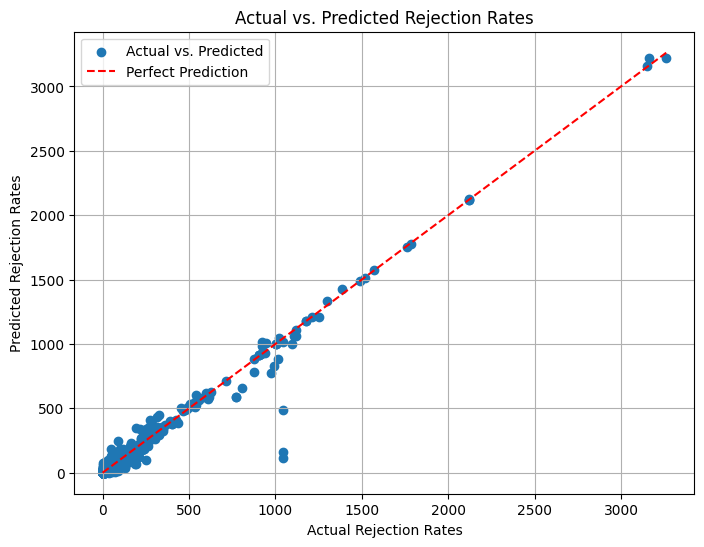 Actual vs. Predicted Rejection Rates
Actual vs. Predicted
Perfect Prediction
Predicted Rejection Rates
3000
2500
2000
1500
1000
500
0
0 500 1000 1500 2000 2500 3000
Actual Rejection Rates